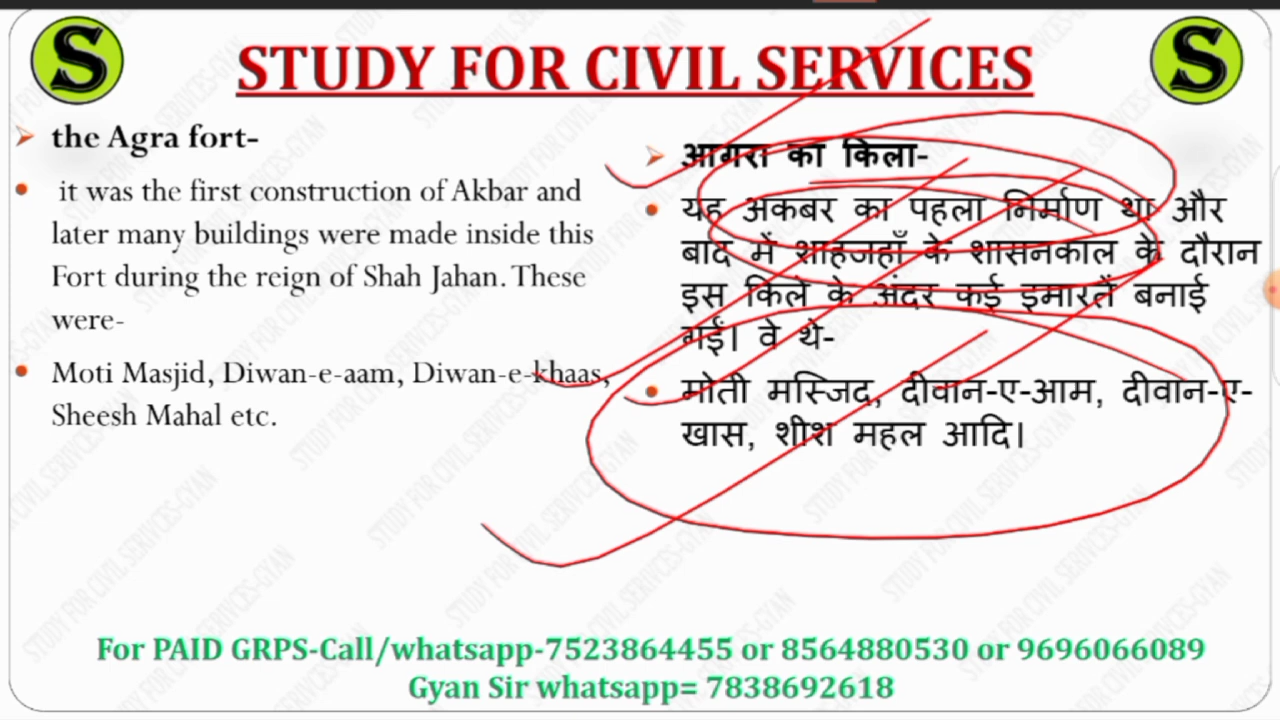 S
STUDY FOR CIVIL SERVICES
S
the Agra fort-
it was the first construction of Akbar and
later many buildings were made inside this
Fort during the reign of Shah Jahan. These
were-
Moti Masjid, Diwan-e-aam, Diwan-e-khaas,
Sheesh Mahal etc.
आगरा का किला-
यह अकबर का पहला निर्माण था और
बाद में शाहजहाँ के शासनकाल के दौरान
इस किले के अंदर कई इमारतें बनाई
गईं। वे थे-
मोती मस्जिद, दीवान-ए-आम, दीवान-ए-
खास, शीश महल आदि।
For PAID GRPS-Call/whatsapp-7523864455 or 8564880530 or 9696066089
Gyan Sir whatsapp= 7838692618